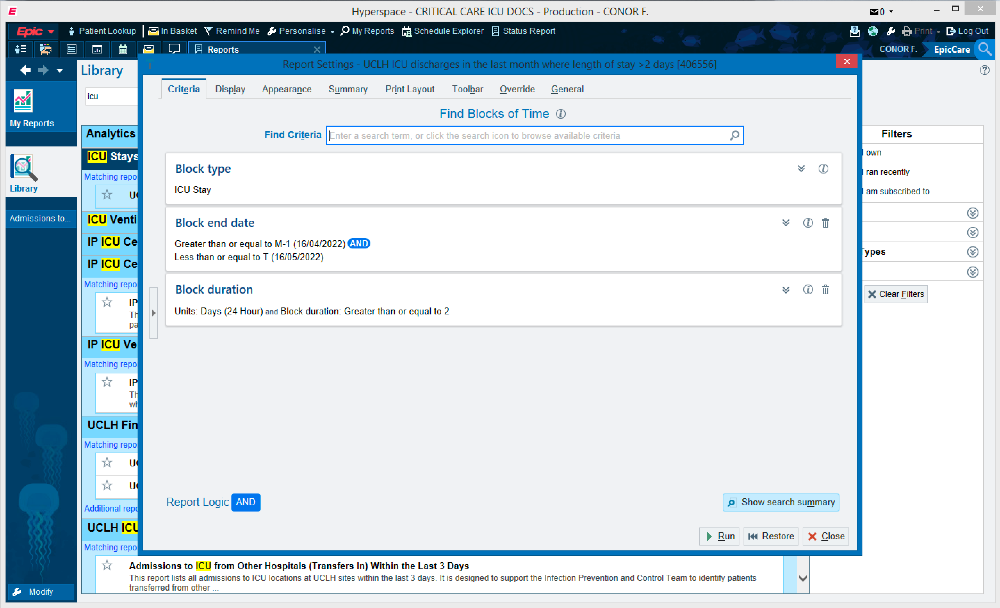 E
Hyperspace - CRITICAL CARE ICU DOCS - Production - CONOR F.
0
Epic
Patient Lookup
In Basket
Remind Me
Personalise
My Reports
Schedule Explorer
Status Report
Print
Log Out
Reports
CONOR F.
EpicCare
Report Settings - UCLH ICU discharges in the last month where length of stay >2 days [406556]
My Reports
Library
Admissions to...
Modify
Library
icu
Analytics
ICU Stays
Matching repo
UC
ICU Venti
IP ICU Ce
IP ICU Ce
Matching repo
IP
Th
pa
IP ICU Ve
Matching repo
IP
Th
wh
UCLH Fin
Matching repo
UC
UC
Additional repo
UCLH ICU
Matching repo
Criteria
Display
Appearance
Summary
Print Layout
Toolbar
Override
General
Find Blocks of Time
Find Criteria
Enter a search term, or click the search icon to browse available criteria
Block type
ICU Stay
Block end date
Greater than or equal to M-1 (16/04/2022) AND
Less than or equal to T (16/05/2022)
Block duration
Units: Days (24 Hour) and Block duration: Greater than or equal to 2
Report Logic AND
Show search summary
Run
Restore
Close
Filters
own
ran recently
am subscribed to
ypes
Clear Filters
Admissions to ICU from Other Hospitals (Transfers In) Within the Last 3 Days
This report lists all admissions to ICU locations at UCLH sites within the last 3 days. It is designed to support the Infection Prevention and Control Team to identify patients
transferred from other ...